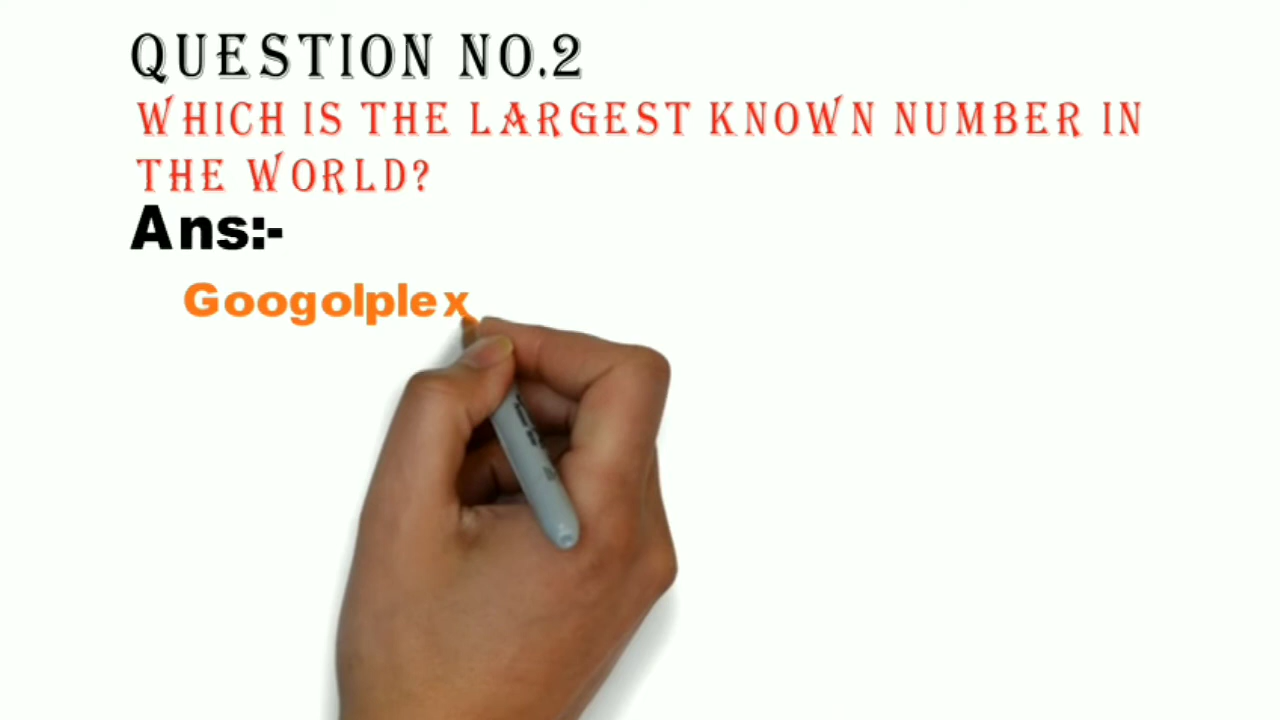 QUESTION NO.2
WHICH IS THE LARGEST KNOWN NUMBER IN
THE WORLD?
Ans:-
Googolplex